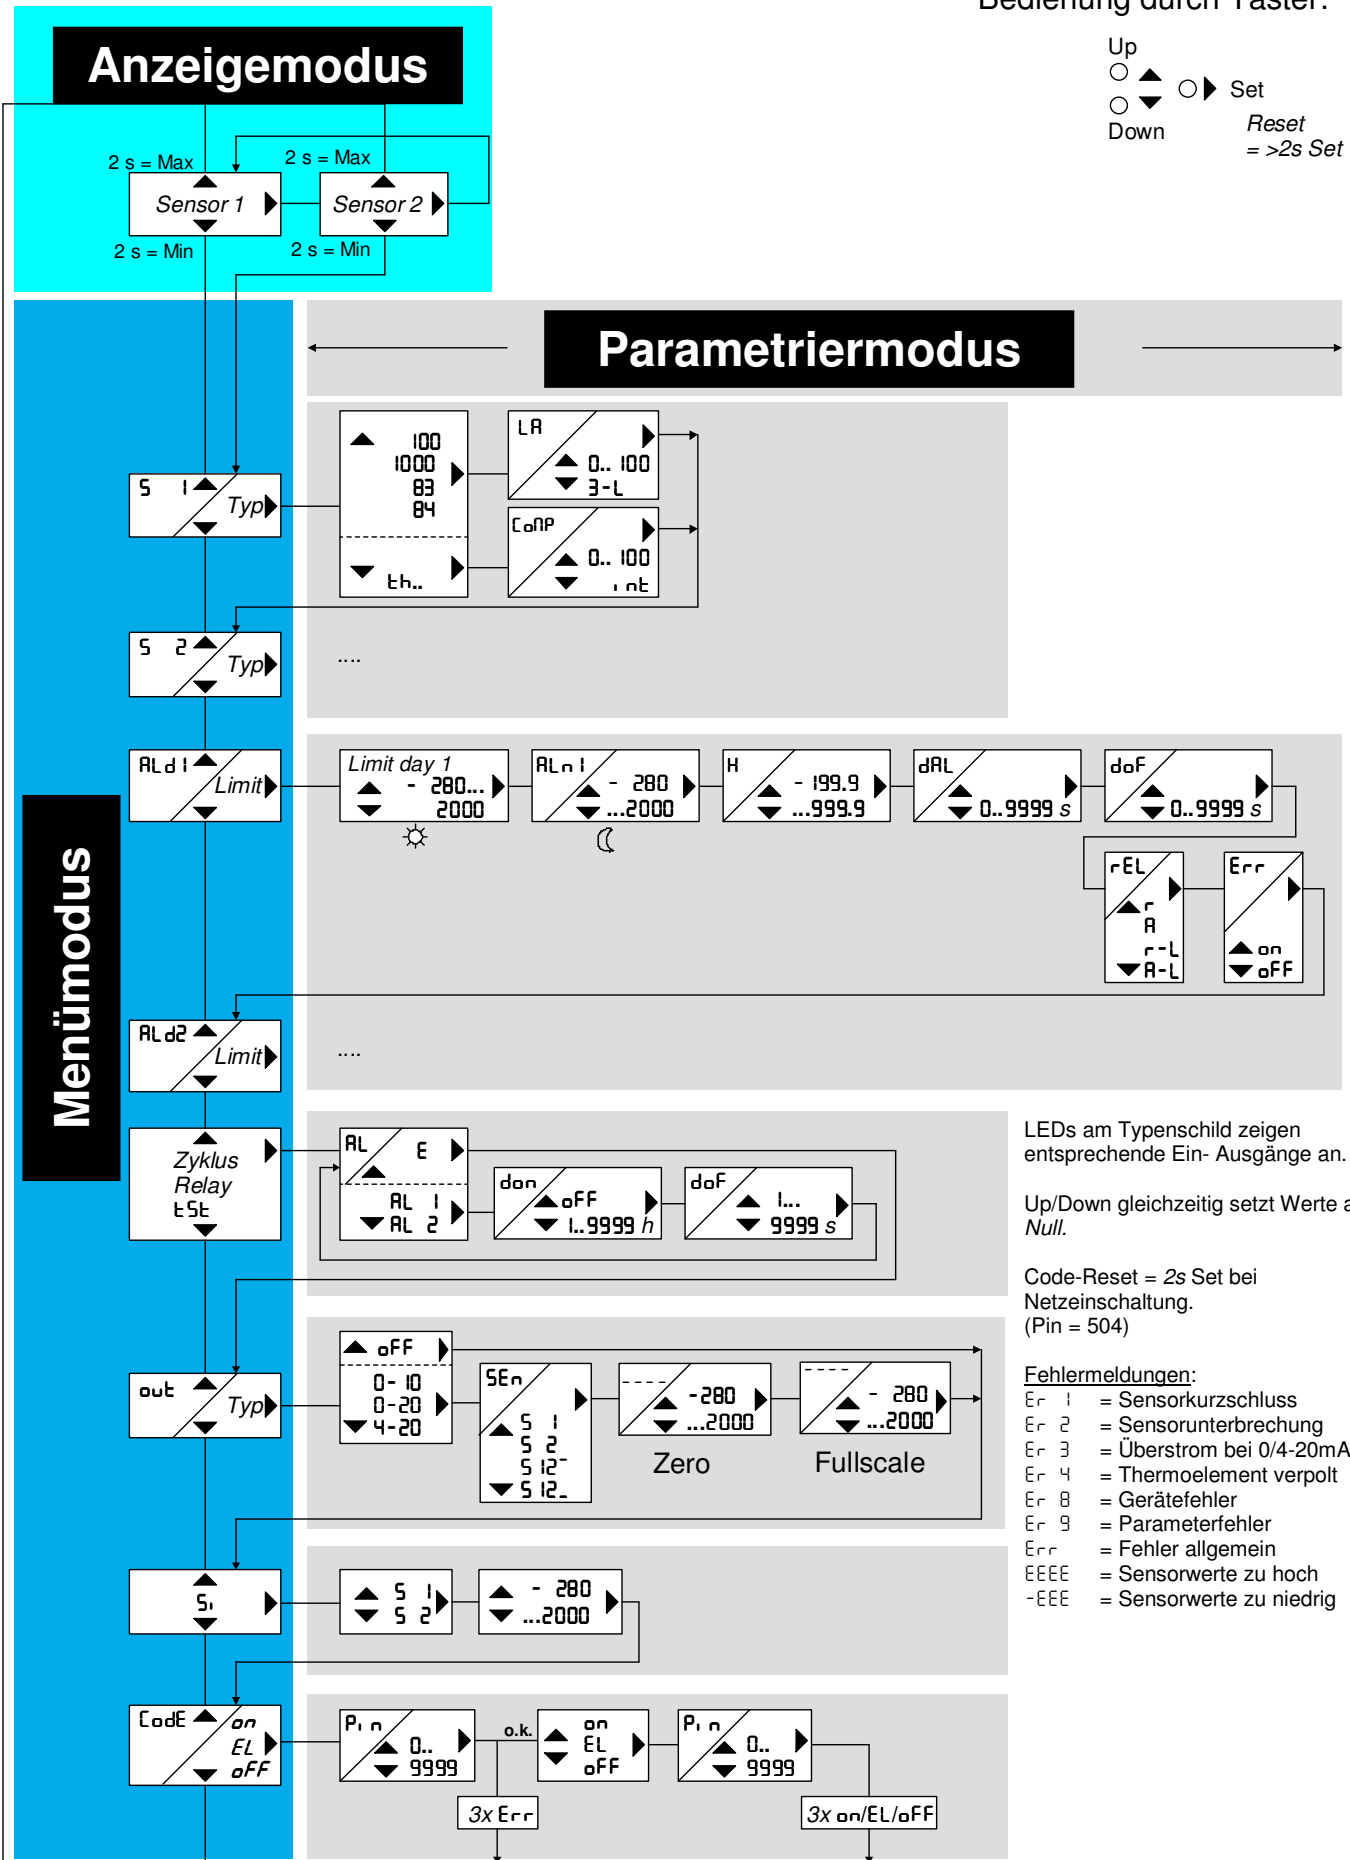 Bedienung durch Taster:
Anzeigemodus
Up
Set
Down
Reset
= >2s Set
2 s = Max
2 s = Max
Sensor 1
Sensor 2
2 s = Min
2 s = Min
Parametriermodus
Menümodus
S 1
Typ
100
1000
83
84
th..
LA
0.. 100
3-L
CoMP
0.. 100
int
S 2
Typ
....
ALd1
Limit
Limit day 1
- 280...
2000
ALn1
- 280
...2000
H
- 199.9
...999.9
dAL
0..9999 s
doF
0..9999 s
rEL
r
A
r-L
A-L
Err
on
oFF
ALd2
Limit
....
Zyklus
Relay
tSt
AL
E
AL 1
AL 2
don
oFF
1..9999 h
doF
1...
9999 s
LEDs am Typenschild zeigen
entsprechende Ein- Ausgänge an.
Up/Down gleichzeitig setzt Werte
Null.
Code-Reset = 2s Set bei
Netzeinschaltung.
(Pin = 504)
out
Typ
oFF
0-10
0-20
4-20
SEn
S 1
S 2
S12¯
S12_
----
-280
...2000
Zero
----
- 280
...2000
Fullscale
Fehlermeldungen:
Er 1 = Sensorkurzschluss
Er 2 = Sensorunterbrechung
Er 3 = Überstrom bei 0/4-20mA
Er 4 = Thermoelement verpolt
Er 8 = Gerätefehler
Er 9 = Parameterfehler
Err = Fehler allgemein
EEEE = Sensorwerte zu hoch
-EEE = Sensorwerte zu niedrig
Si
S 1
S 2
- 280
...2000
CodE
on
EL
oFF
Pin
0..
9999
o.k.
on
EL
oFF
Pin
0..
9999
3x Err
3x on/EL/oFF